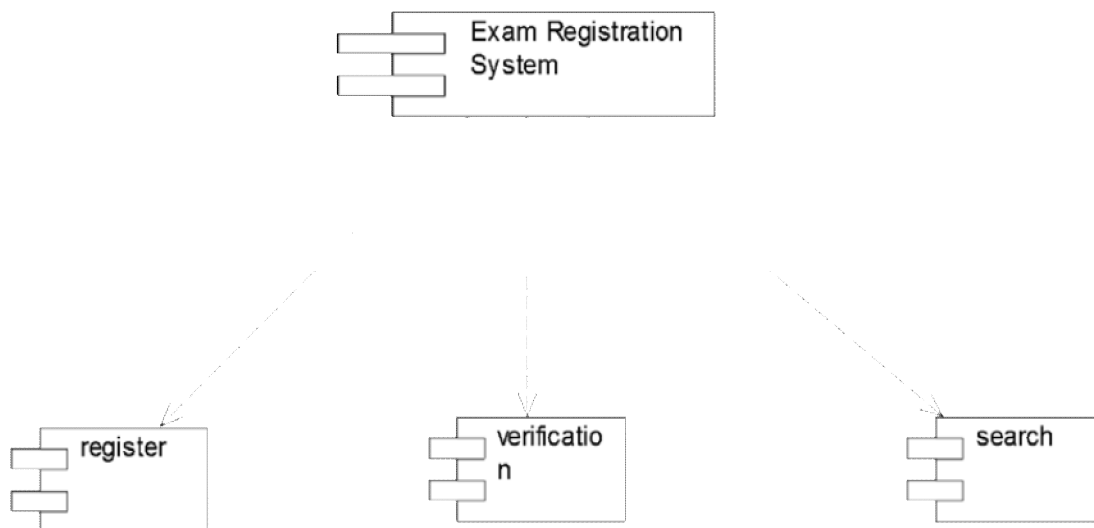 Exam Registration
System
register
verificatio
n
search